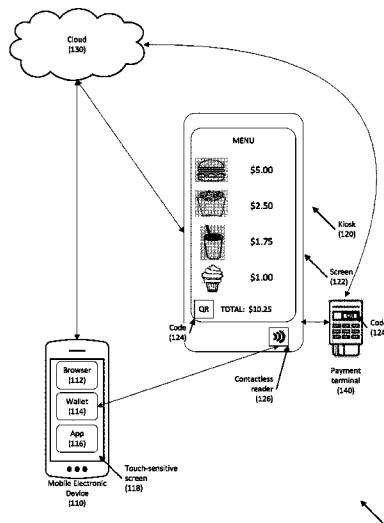 Cloud
(130)
MENU
$5.00
$2.50
$1.75
$1.00
QR TOTAL: $10.25
Kiosk
(120)
Screen
(122)
Code
(124)
Code
(124
Payment
terminal
(140)
Contactless
reader
(126)
Browser
(112)
Wallet
(114)
App
(116)
Touch-sensitive
screen
(118)
Mobile Electronic
Device
(110)